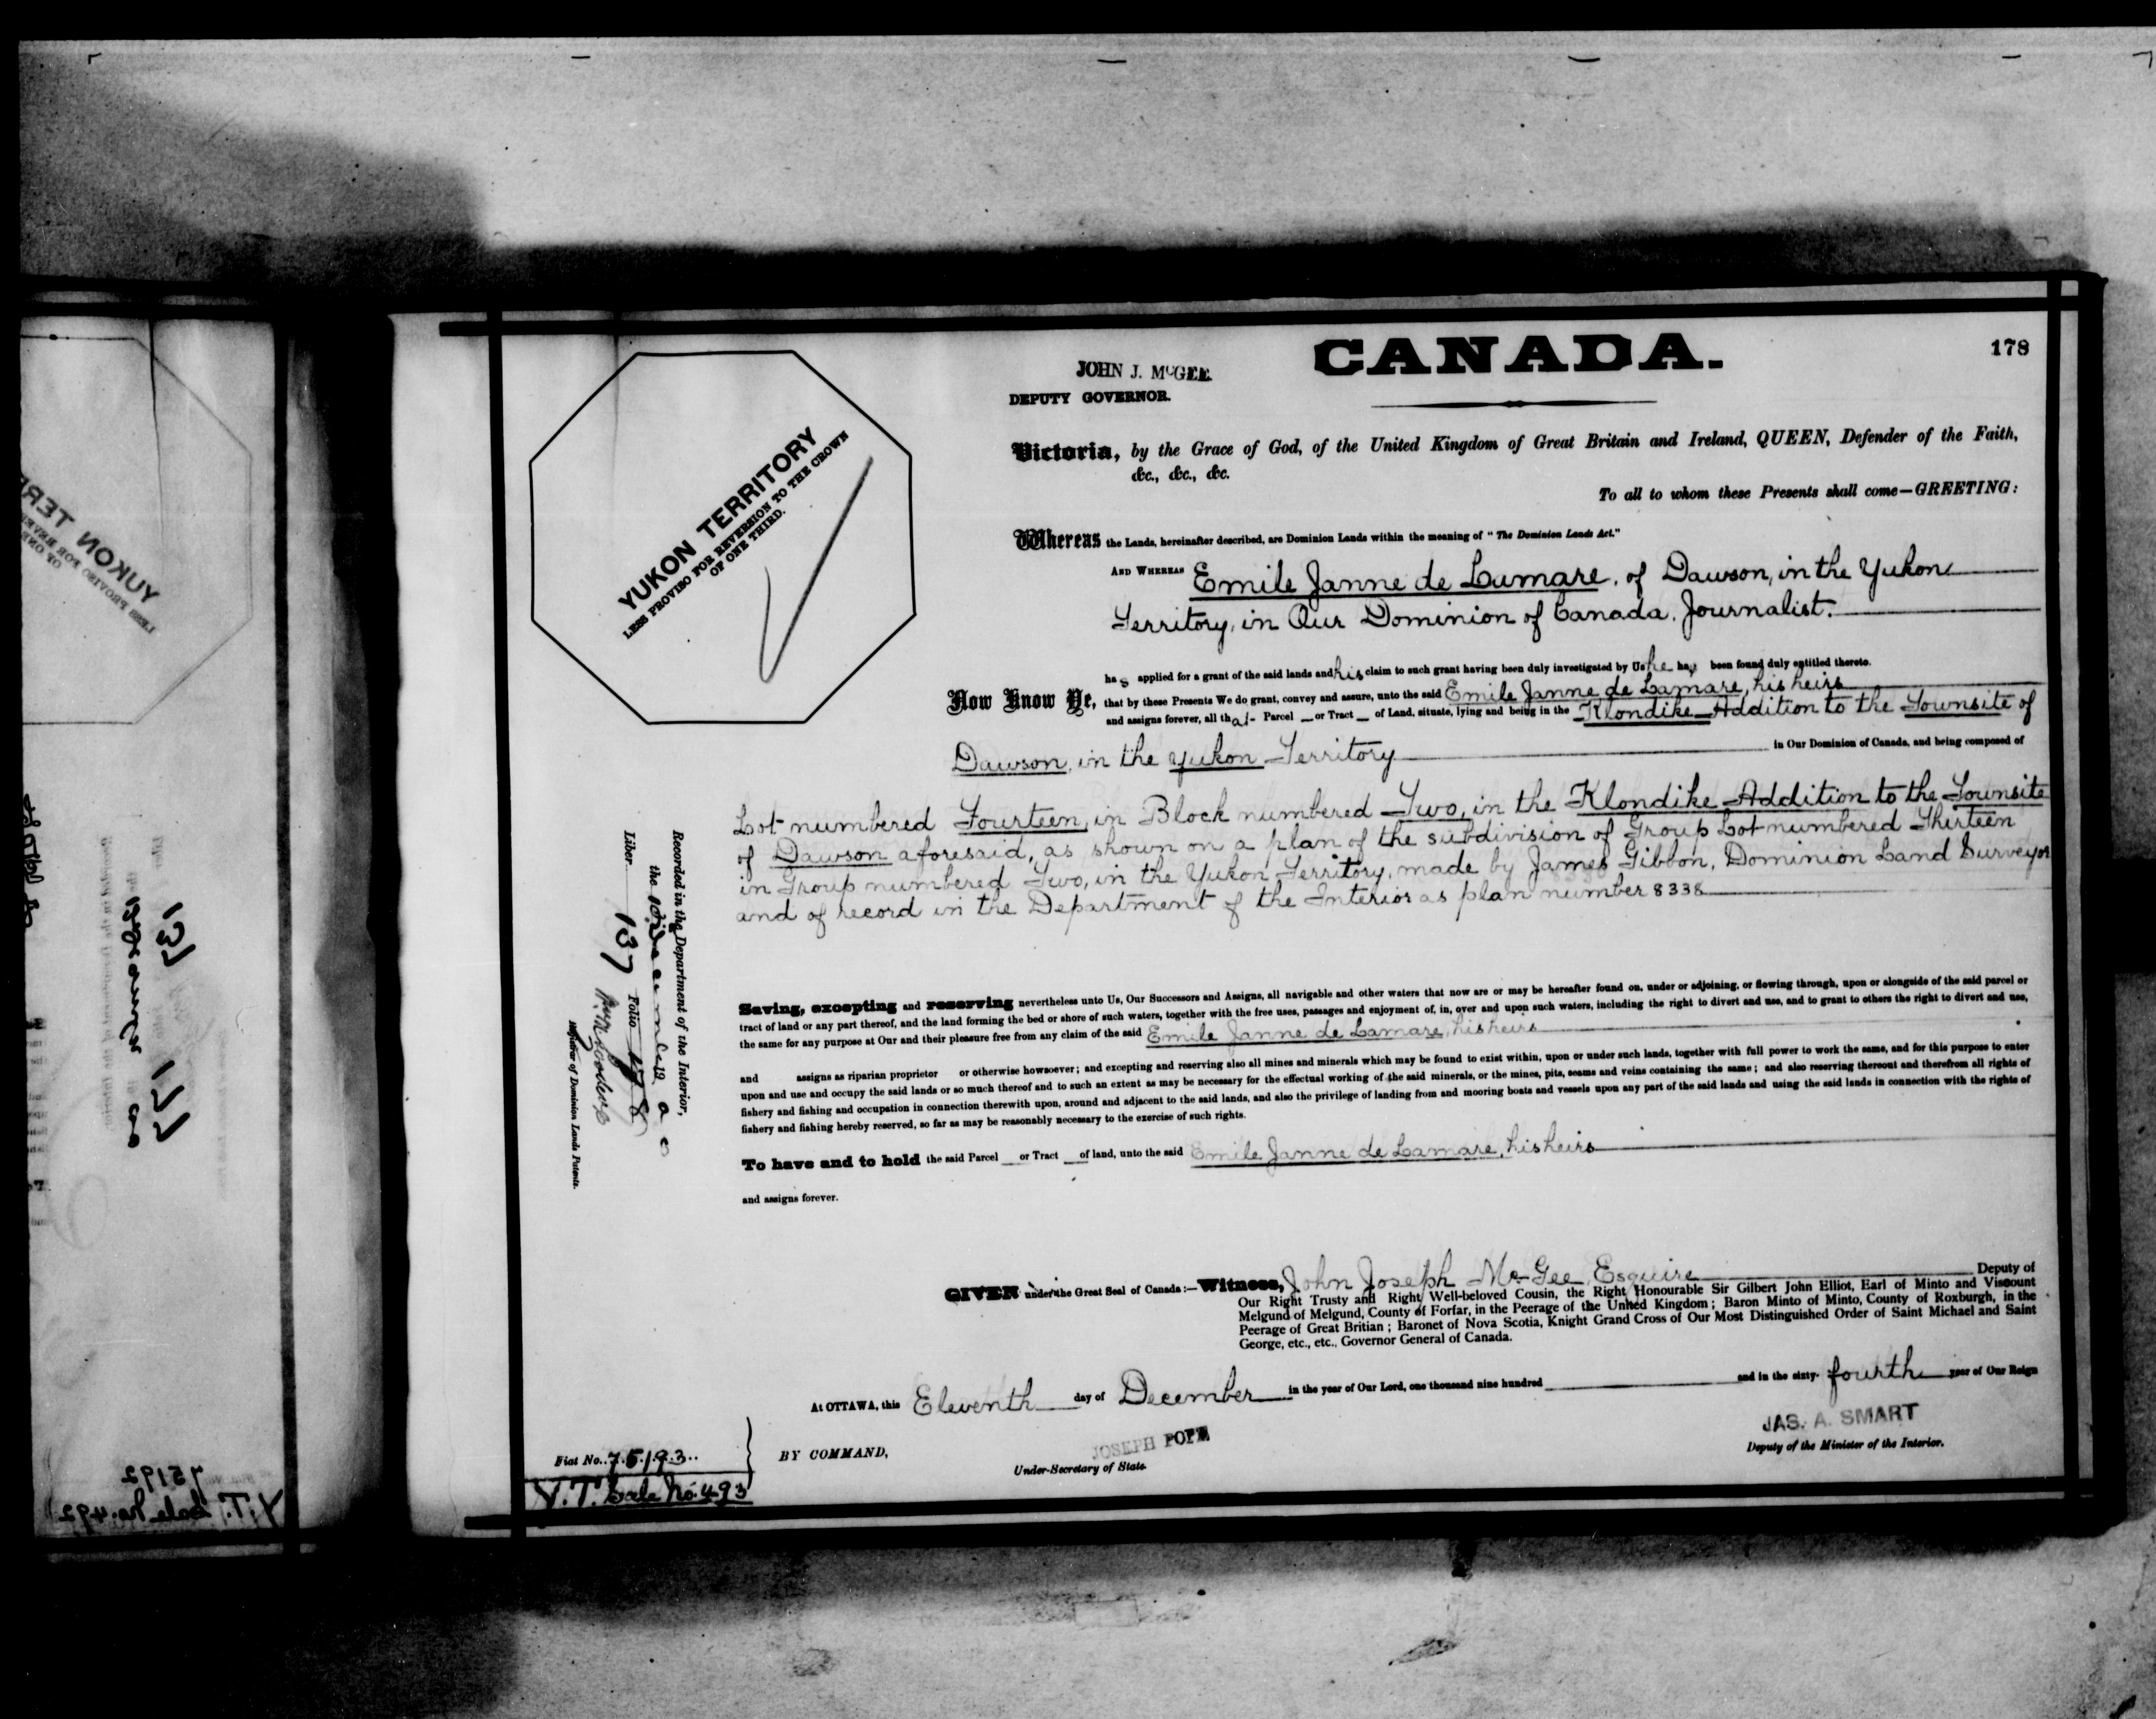 178
CANADA.
JOHN J. McGEE.
DEPUTY GOVERNOR.
YUKON TERRITORY
LESS PROVISO FOR REVERSION TO THE CROWN
OF ONE THIRD.
Victoria, by the Grace of God, of the United Kingdom of Great Britain and Ireland, QUEEN, Defender of the Faith,
&c., &c., &c.
To all to whom these Presents shall come—GREETING:
Whereas the Lands, hereinafter described, are Dominion Lands within the meaning of "The Dominion Lands Act."
AND WHEREAS Emile Janne de Lamare, of Dawson, in the Yukon
Territory, in Our Dominion of Canada, Journalist.
has applied for a grant of the said lands and his claim to such grant having been duly investigated by Us he has been found duly entitled thereto.
Now Know Ye, that by these Presents We do grant, convey and assure, unto the said Emile Janne de Lamare, his heirs
and assigns forever, all that Parcel or Tract of Land, situate, lying and being in the Klondike Addition to the Townsite of
Dawson, in the Yukon Territory in Our Dominion of Canada, and being composed of
Lot numbered Fourteen, in Block numbered Two, in the Klondike Addition to the Townsite
of Dawson aforesaid, as shown on a plan of the subdivision of Group Lot numbered Thirteen
in Group numbered Two, in the Yukon Territory, made by James Gibbon, Dominion Land Surveyor
and of record in the Department of the Interior as plan number 8338
Saving, excepting and reserving nevertheless unto Us, Our Successors and Assigns, all navigable and other waters that now are or may be hereafter found on, under or adjoining, or flowing through, upon or alongside of the said parcel or
tract of land or any part thereof, and the land forming the bed or shore of such waters, together with the free uses, passages and enjoyment of, in, over and upon such waters, including the right to divert and use, and to grant to others the right to divert and use,
the same for any purpose at Our and their pleasure free from any claim of the said Emile Janne de Lamare, his heirs
and assigns as riparian proprietor or otherwise howsoever; and excepting and reserving also all mines and minerals which may be found to exist within, upon or under such lands, together with full power to work the same, and for this purpose to enter
upon and use and occupy the said lands or so much thereof and to such an extent as may be necessary for the effectual working of the said minerals, or the mines, pits, seams and veins containing the same; and also reserving thereout and therefrom all rights of
fishery and fishing and occupation in connection therewith upon, around and adjacent to the said lands, and also the privilege of landing from and mooring boats and vessels upon any part of the said lands and using the said lands in connection with the rights of
fishery and fishing hereby reserved, so far as may be reasonably necessary to the exercise of such rights.
To have and to hold the said Parcel or Tract of land, unto the said Emile Janne de Lamare, his heirs
and assigns forever.
GIVEN under the Great Seal of Canada:—Witness, John Joseph McGee, Esquire Deputy of
Our Right Trusty and Right Well-beloved Cousin, the Right Honourable Sir Gilbert John Elliot, Earl of Minto and Viscount
Melgund of Melgund, County of Forfar, in the Peerage of the United Kingdom; Baron Minto of Minto, County of Roxburgh, in the
Peerage of Great Britian; Baronet of Nova Scotia, Knight Grand Cross of Our Most Distinguished Order of Saint Michael and Saint
George, etc., etc., Governor General of Canada.
At OTTAWA, this Eleventh day of December in the year of Our Lord, one thousand nine hundred and in the sixty-fourth year of Our Reign
JAS. A. SMART
Deputy of the Minister of the Interior.
BY COMMAND,
JOSEPH POPE
Under-Secretary of State.
Fiat No. 75193
Y.T. Sale No. 493
Recorded in the Department of the Interior,
the December 1900
Liber 137 Folio 178
Registrar of Dominion Lands Patents.
YUKON TERR
137
177
75192
Y.T. Sale No. 492